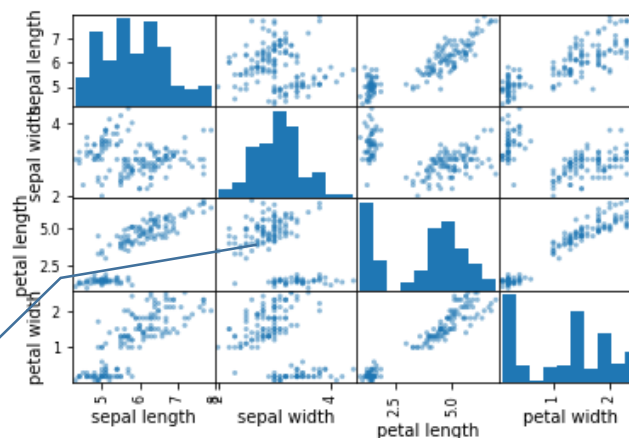 sepal length
7
6
5
sepal width
4
2
petal length
5.0
2.5
petal width
2
1
5 6 7 8 2 4 2.5 5.0 1 2
sepal length sepal width petal length petal width